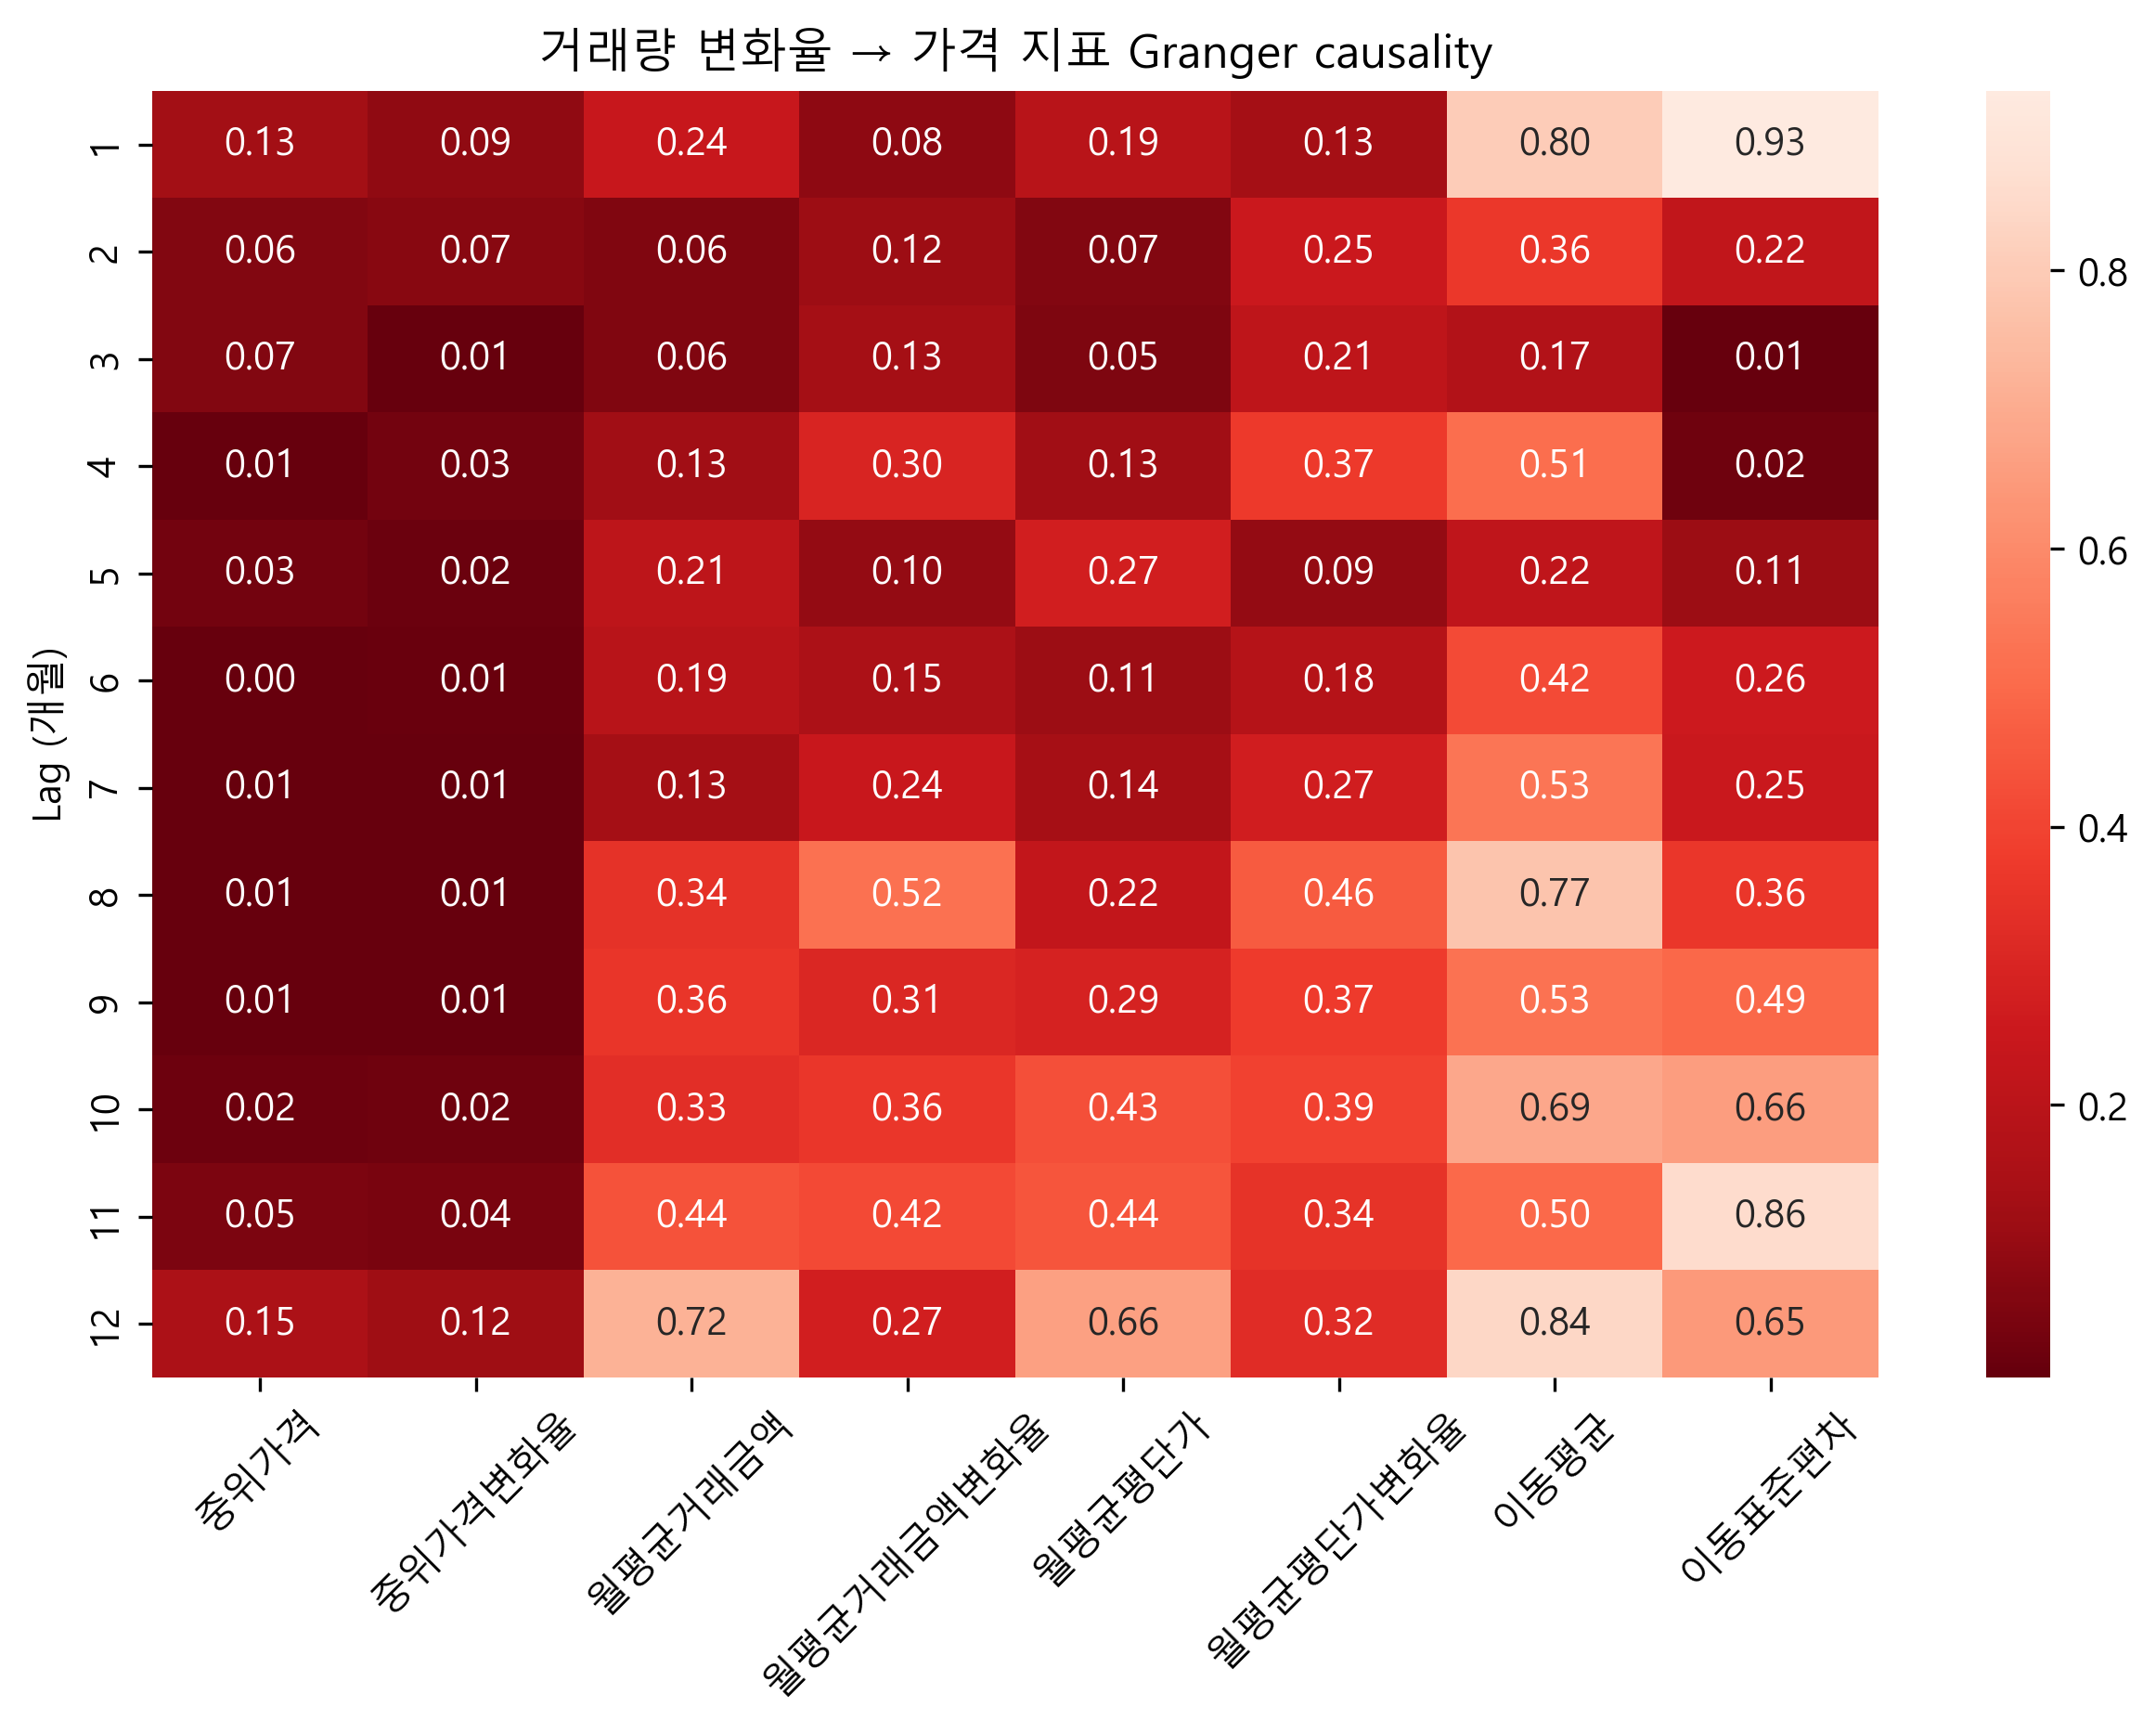 거래량 변화율 → 가격 지표 Granger causality
Lag (개월)
1 0.13 0.09 0.24 0.08 0.19 0.13 0.80 0.93
2 0.06 0.07 0.06 0.12 0.07 0.25 0.36 0.22
3 0.07 0.01 0.06 0.13 0.05 0.21 0.17 0.01
4 0.01 0.03 0.13 0.30 0.13 0.37 0.51 0.02
5 0.03 0.02 0.21 0.10 0.27 0.09 0.22 0.11
6 0.00 0.01 0.19 0.15 0.11 0.18 0.42 0.26
7 0.01 0.01 0.13 0.24 0.14 0.27 0.53 0.25
8 0.01 0.01 0.34 0.52 0.22 0.46 0.77 0.36
9 0.01 0.01 0.36 0.31 0.29 0.37 0.53 0.49
10 0.02 0.02 0.33 0.36 0.43 0.39 0.69 0.66
11 0.05 0.04 0.44 0.42 0.44 0.34 0.50 0.86
12 0.15 0.12 0.72 0.27 0.66 0.32 0.84 0.65
중위가격
중위가격변화율
월평균거래금액
월평균거래금액변화율
월평균평단가
월평균평단가변화율
이동평균
이동표준편차
0.8
0.6
0.4
0.2